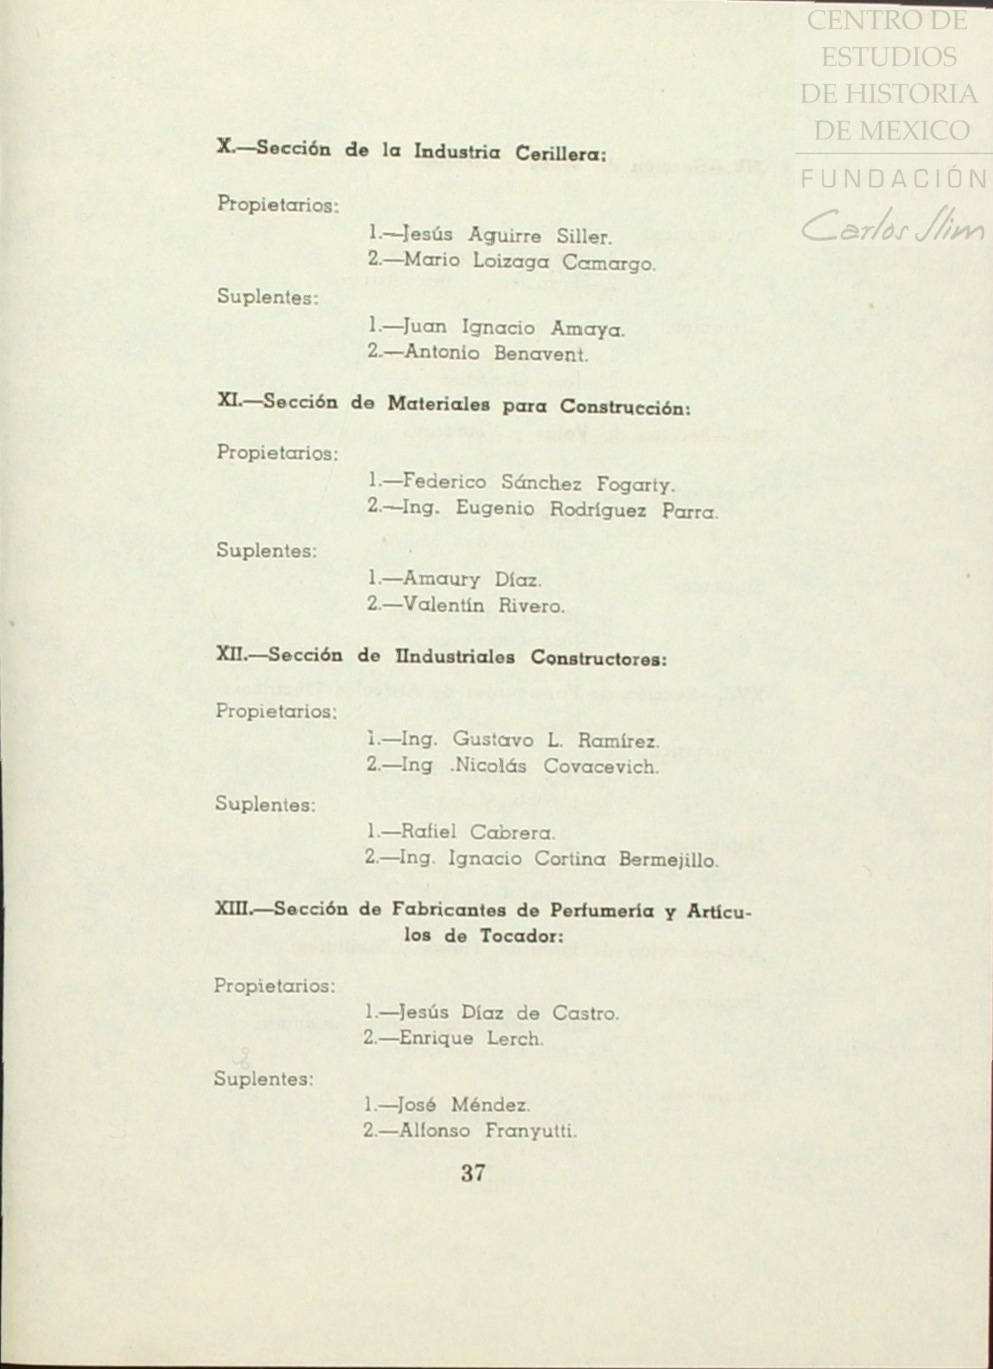 CENTRO DE
ESTUDIOS
DE HISTORIA
DE MEXICO
FUNDACIÓN
Carlos Slim
X.—Sección de la Industria Cerillera:
Propietarios:
1.—Jesús Aguirre Siller.
2.—Mario Loizaga Camargo.
Suplentes:
1.—Juan Ignacio Amaya.
2.—Antonio Benavent.
XI.—Sección de Materiales para Construcción:
Propietarios:
1.—Federico Sánchez Fogarty.
2.—Ing. Eugenio Rodríguez Parra.
Suplentes:
1.—Amaury Díaz.
2.—Valentín Rivero.
XII.—Sección de IIndustriales Constructores:
Propietarios:
1.—Ing. Gustavo L. Ramírez.
2.—Ing .Nicolás Covacevich.
Suplentes:
1.—Rafiel Cabrera.
2.—Ing. Ignacio Cortina Bermejillo.
XIII.—Sección de Fabricantes de Perfumería y Artícu-
los de Tocador:
Propietarios:
1.—Jesús Díaz de Castro.
2.—Enrique Lerch.
Suplentes:
1.—José Méndez.
2.—Alfonso Franyutti.
37